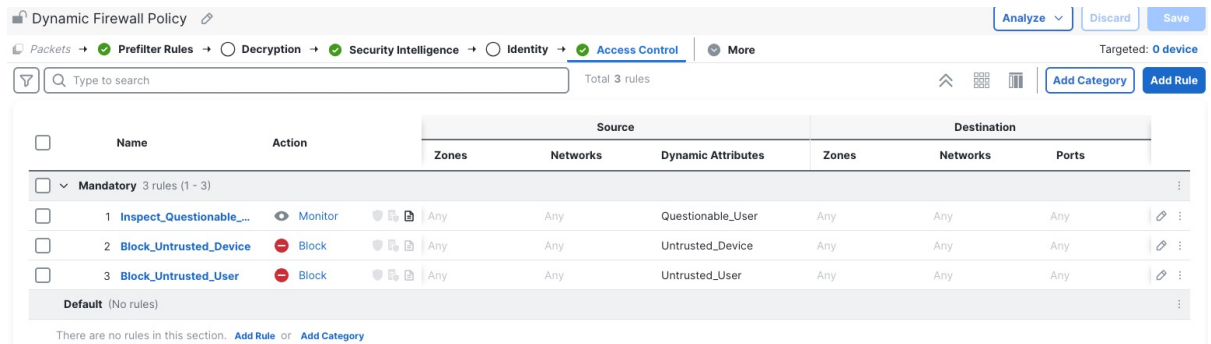 Dynamic Firewall Policy
Analyze
Discard
Save
Packets → Prefilter Rules → Decryption → Security Intelligence → Identity → Access Control More
Targeted: 0 device
Type to search
Total 3 rules
Add Category
Add Rule
Source Destination
Name Action Zones Networks Dynamic Attributes Zones Networks Ports
Mandatory 3 rules (1 - 3)
1 Inspect_Questionable_... Monitor Any Any Questionable_User Any Any Any
2 Block_Untrusted_Device Block Any Any Untrusted_Device Any Any Any
3 Block_Untrusted_User Block Any Any Untrusted_User Any Any Any
Default (No rules)
There are no rules in this section. Add Rule or Add Category